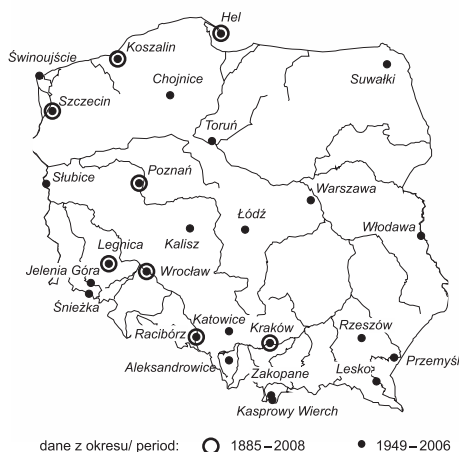 Hel
Koszalin
Świnoujście
Chojnice
Suwałki
Szczecin
Toruń
Słubice
Poznań
Warszawa
Łódź
Włodawa
Kalisz
Legnica
Jelenia Góra
Wrocław
Śnieżka
Katowice
Racibórz
Kraków
Rzeszów
Przemyśl
Aleksandrowice
Zakopane
Lesko
Kasprowy Wierch
dane z okresu/ period: 1885–2008 1949–2006